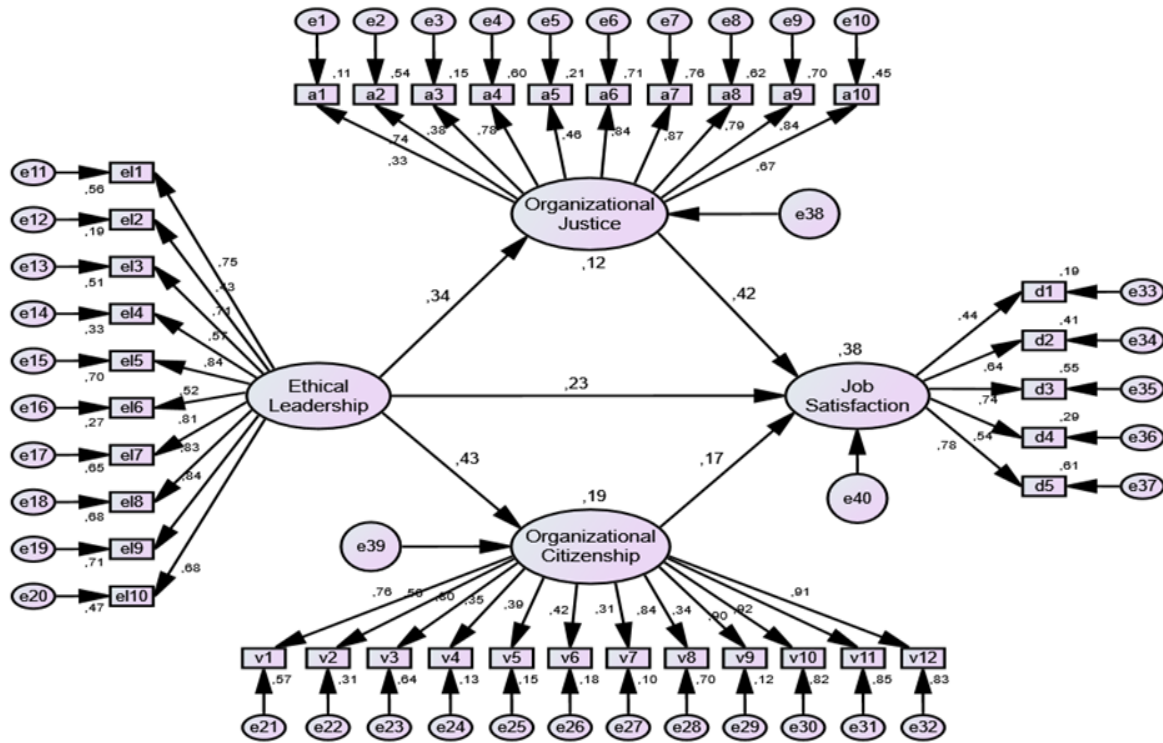 e1 e2 e3 e4 e5 e6 e7 e8 e9 e10
,11 ,54 ,15 ,60 ,21 ,71 ,76 ,62 ,70 ,45
a1 a2 a3 a4 a5 a6 a7 a8 a9 a10
,33 ,74 ,38 ,78 ,46 ,84 ,87 ,79 ,84 ,67
Organizational
Justice
,12
e38
e11 el1 ,56
e12 el2 ,19
e13 el3 ,51
e14 el4 ,33
e15 el5 ,70
e16 el6 ,27
e17 el7 ,65
e18 el8 ,68
e19 el9 ,71
e20 el10 ,47
,75
,43
,71
,57
,84
,52
,81
,83
,84
,68
Ethical
Leadership
,34
,42
,23
,43
,17
,38
Job
Satisfaction
e40
,44
,64
,74
,54
,78
d1 ,19 e33
d2 ,41 e34
d3 ,55 e35
d4 ,29 e36
d5 ,61 e37
,19
Organizational
Citizenship
e39
,76 ,80 ,35 ,39 ,42 ,31 ,84 ,34 ,90 ,92 ,91
v1 v2 v3 v4 v5 v6 v7 v8 v9 v10 v11 v12
,57 ,31 ,64 ,13 ,15 ,18 ,10 ,70 ,12 ,82 ,85 ,83
e21 e22 e23 e24 e25 e26 e27 e28 e29 e30 e31 e32